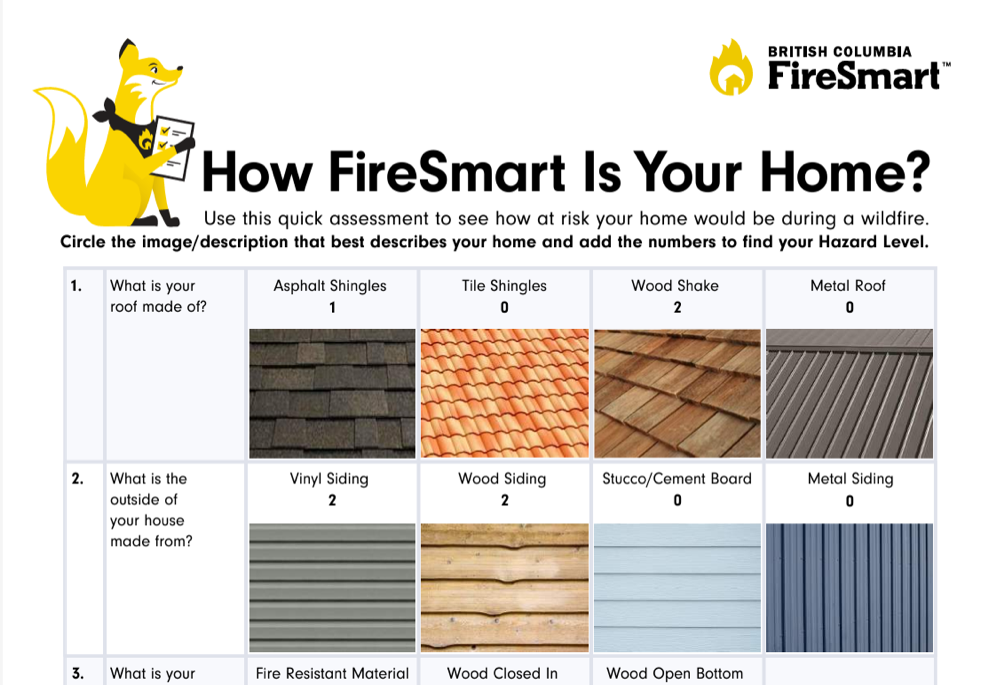 BRITISH COLUMBIA
FireSmart™
How FireSmart Is Your Home?
Use this quick assessment to see how at risk your home would be during a wildfire.
Circle the image/description that best describes your home and add the numbers to find your Hazard Level.
1.
What is your
roof made of?
Asphalt Shingles
1
Tile Shingles
0
Wood Shake
2
Metal Roof
0
2.
What is the
outside of
your house
made from?
Vinyl Siding
2
Wood Siding
2
Stucco/Cement Board
0
Metal Siding
0
3.
What is your
Fire Resistant Material
Wood Closed In
Wood Open Bottom